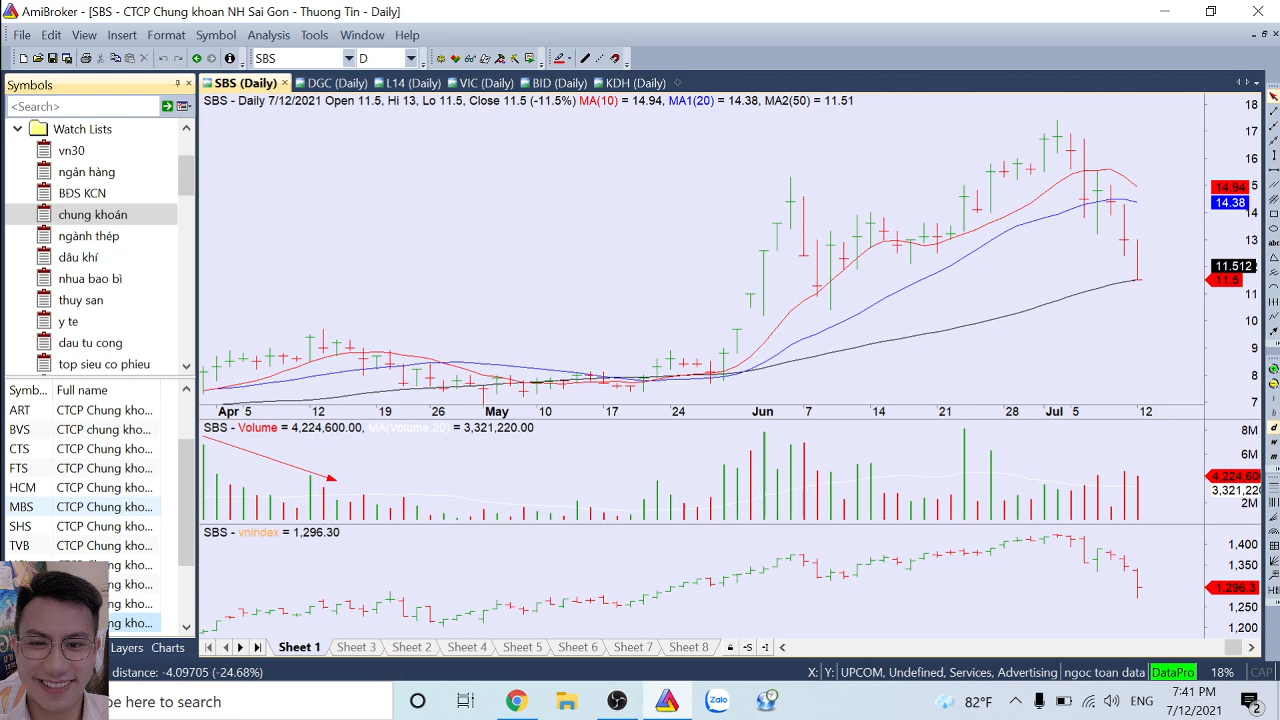 AmiBroker - [SBS - CTCP Chung khoan NH Sai Gon - Thuong Tin - Daily]
File Edit View Insert Format Symbol Analysis Tools Window Help
SBS D
Symbols
SBS (Daily) DGC (Daily) L14 (Daily) VIC (Daily) BID (Daily) KDH (Daily)
<Search>
Watch Lists
vn30
ngân hàng
BĐS KCN
chung khoán
ngành thép
dâu khí
nhua bao bì
thuy san
y te
dau tu cong
top sieu co phieu
Symb... Full name
ART CTCP Chung kho...
BVS CTCP chung kho...
CTS CTCP Chung kho...
FTS CTCP Chung kho...
HCM CTCP Chung kho...
MBS CTCP Chung kho...
SHS CTCP Chung kho...
TVB CTCP Chung kho...
Layers Charts
SBS - Daily 7/12/2021 Open 11.5, Hi 13, Lo 11.5, Close 11.5 (-11.5%) MA(10) = 14.94, MA1(20) = 14.38, MA2(50) = 11.51
18
17
16
14.94 5
14.38
14
13
11.512
11.5
11
10
9
8
7
Apr 5 12 19 26 May 10 17 24 Jun 7 14 21 28 Jul 5 12
SBS - Volume = 4,224,600.00, MA(Volume,20) = 3,321,220.00
8M
6M
4,224,600
3,321,220
2M
SBS - vnindex = 1,296.30
1,400
1,350
1,296.3
1,250
1,200
Sheet 1 Sheet 3 Sheet 2 Sheet 4 Sheet 5 Sheet 6 Sheet 7 Sheet 8
distance: -4.09705 (-24.68%) X: Y: UPCOM, Undefined, Services, Advertising ngoc toan data DataPro 18% CAP
pe here to search
Zalo
82°F
ENG
7:41 PM
7/12/2021
2